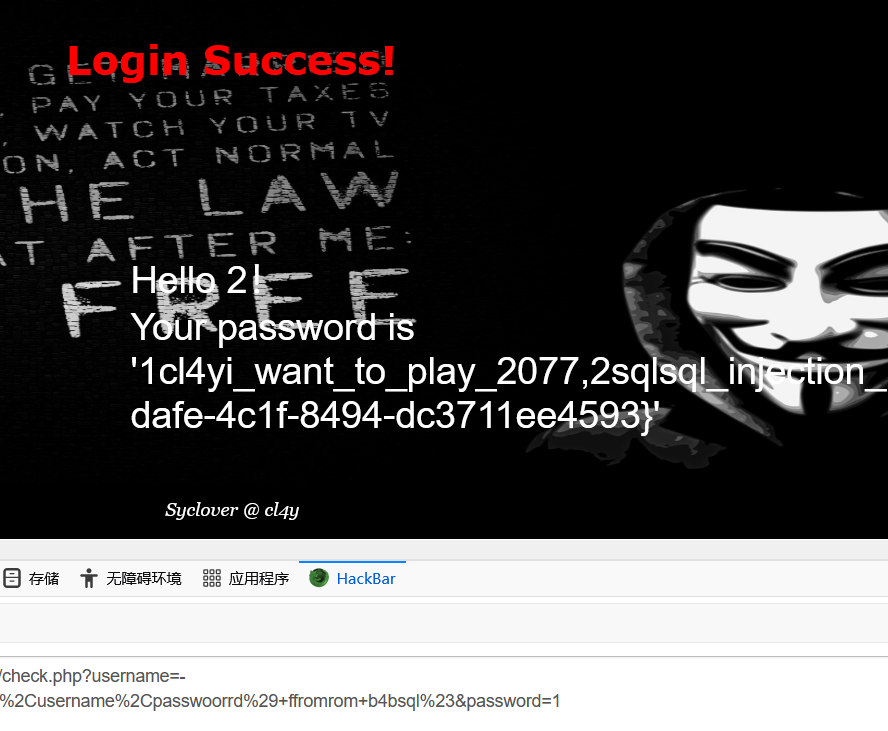 Login Success!
PAY YOUR TAXES
WATCH YOUR TV
ON, ACT NORMAL
HE LAW
AT AFTER ME:
FREE
Hello 2!
Your password is
'1cl4yi_want_to_play_2077,2sqlsql_injection_
dafe-4c1f-8494-dc3711ee4593}'
Syclover @ cl4y
存储 无障碍环境 应用程序 HackBar
/check.php?username=-
%2Cusername%2Cpasswoorrd%29+ffromrom+b4bsql%23&password=1